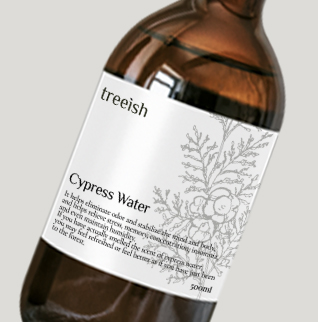 treeish
Cypress Water
It helps eliminate odor and stabilize the mind and body,
and helps relieve stress, memory, concentration, insomnia
and even maintain humidity.
If you have actually smelled the scent of cypress water,
you may feel refreshed or feel better as if you have just been
to the forest.
500ml